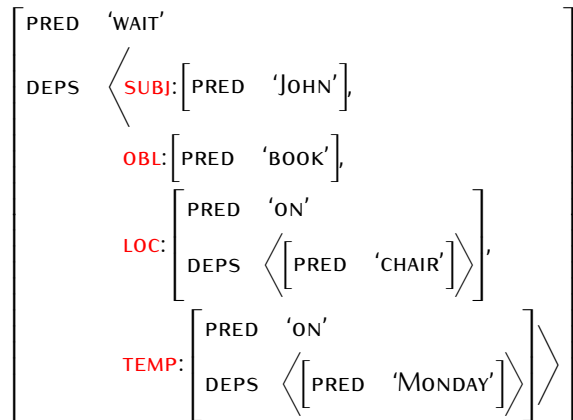 PRED ‘WAIT’
DEPS ⟨SUBJ:[PRED ‘JOHN’],
OBL:[PRED ‘BOOK’],
PRED ‘ON’
LOC:
DEPS ⟨[PRED ‘CHAIR’]⟩,
PRED ‘ON’
TEMP:
DEPS ⟨[PRED ‘MONDAY’]⟩⟩